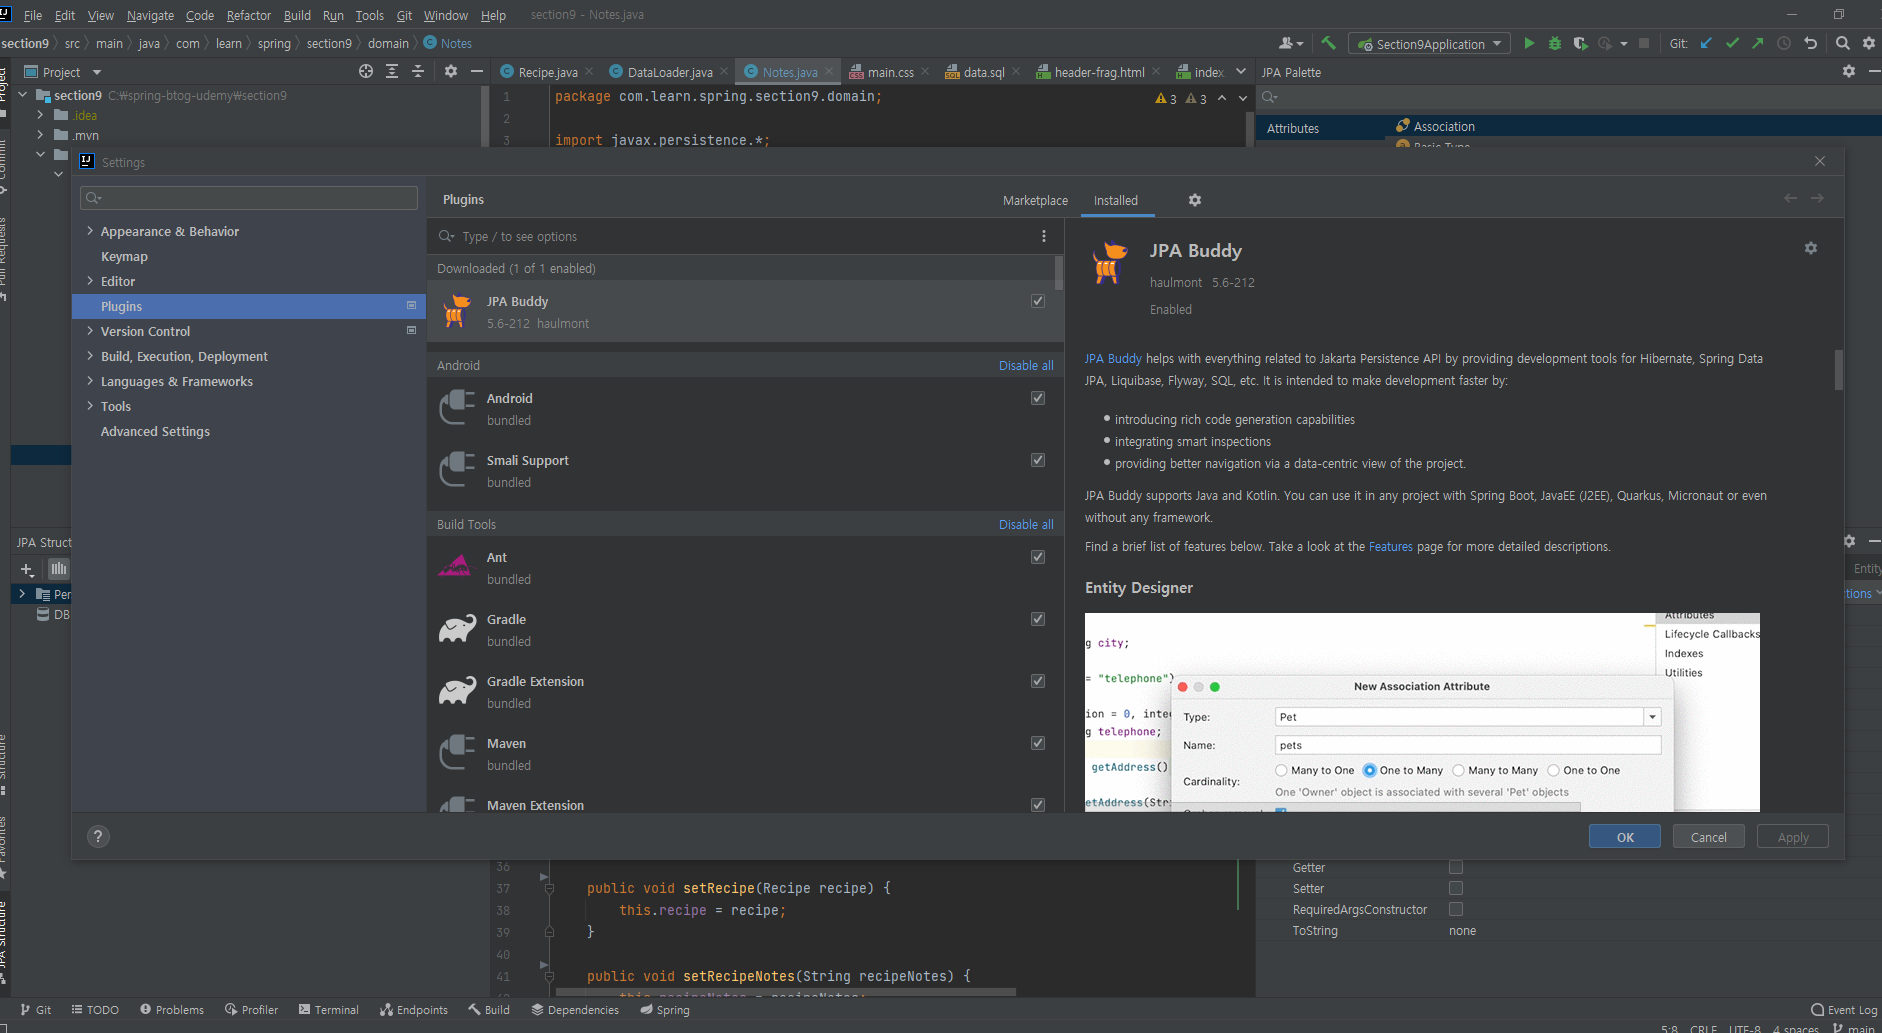 File Edit View Navigate Code Refactor Build Run Tools Git Window Help section9 - Notes.java
section9 src main java com learn spring section9 domain Notes
Section9Application Git:
Project
Recipe.java DataLoader.java Notes.java main.css data.sql header-frag.html index
JPA Palette
section9 C:₩spring-btog-udemy₩section9
.idea
.mvn
1 package com.learn.spring.section9.domain;
2
3 import javax.persistence.*;
3 3
Attributes
Association
Basic Type
Project
Commit
Pull Requests
Structure
Favorites
JPA Structure
Settings
Appearance & Behavior
Keymap
Editor
Plugins
Version Control
Build, Execution, Deployment
Languages & Frameworks
Tools
Advanced Settings
Plugins
Marketplace Installed
Type / to see options
Downloaded (1 of 1 enabled)
JPA Buddy
5.6-212 haulmont
Android Disable all
Android
bundled
Smali Support
bundled
Build Tools Disable all
Ant
bundled
Gradle
bundled
Gradle Extension
bundled
Maven
bundled
Maven Extension
JPA Buddy
haulmont 5.6-212
Enabled
JPA Buddy helps with everything related to Jakarta Persistence API by providing development tools for Hibernate, Spring Data
JPA, Liquibase, Flyway, SQL, etc. It is intended to make development faster by:
introducing rich code generation capabilities
integrating smart inspections
providing better navigation via a data-centric view of the project.
JPA Buddy supports Java and Kotlin. You can use it in any project with Spring Boot, JavaEE (J2EE), Quarkus, Micronaut or even
without any framework.
Find a brief list of features below. Take a look at the Features page for more detailed descriptions.
Entity Designer
g city;
= "telephone")
ion = 0, inte
g telephone;
getAddress()
etAddress(Str
Attributes
Lifecycle Callbacks
Indexes
Utilities
New Association Attribute
Type: Pet
Name: pets
Cardinality: Many to One One to Many Many to Many One to One
One 'Owner' object is associated with several 'Pet' objects
?
OK Cancel Apply
JPA Struct
Per
DB
Entity
tions
36
37 public void setRecipe(Recipe recipe) {
38 this.recipe = recipe;
39 }
40
41 public void setRecipeNotes(String recipeNotes) {
this.recipeNotes = recipeNotes;
Getter
Setter
RequiredArgsConstructor
ToString none
Git TODO Problems Profiler Terminal Endpoints Build Dependencies Spring Event Log
5:8 CRLF UTF-8 4 spaces main